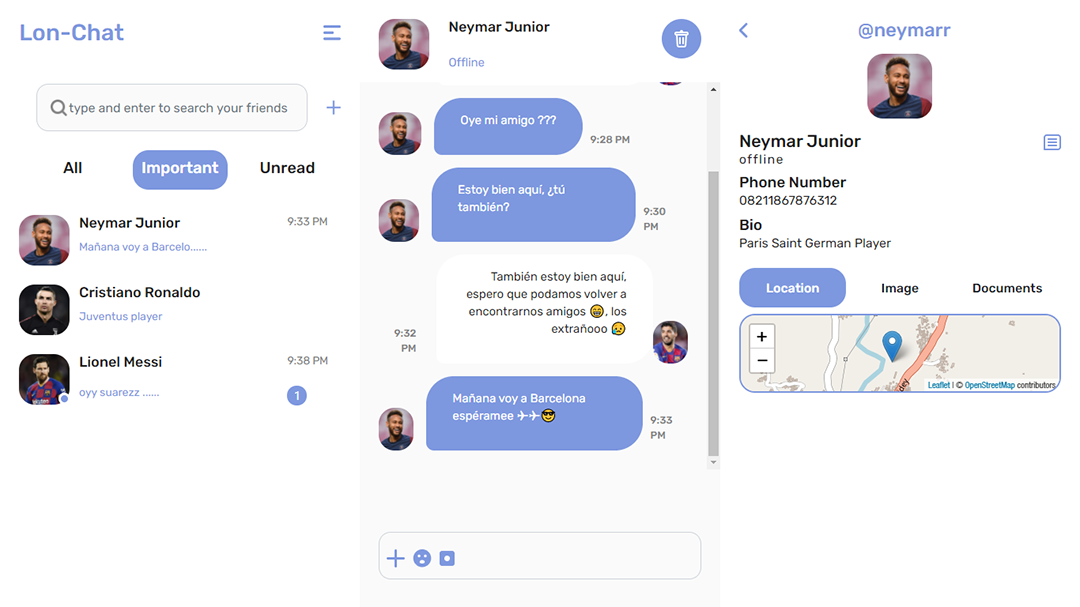 Lon-Chat
type and enter to search your friends
All
Important
Unread
Neymar Junior
9:33 PM
Mañana voy a Barcelo......
Cristiano Ronaldo
Juventus player
Lionel Messi
9:38 PM
oyy suarezz ......
1
Neymar Junior
Offline
Oye mi amigo ???
9:28 PM
Estoy bien aquí, ¿tú
también?
9:30
PM
También estoy bien aquí,
espero que podamos volver a
encontrarnos amigos 😁, los
extrañooo 😥
9:32
PM
Mañana voy a Barcelona
espéramee ✈✈😎
9:33
PM
@neymarr
Neymar Junior
offline
Phone Number
08211867876312
Bio
Paris Saint German Player
Location
Image
Documents
+
−
dey
Leaflet | © OpenStreetMap contributors